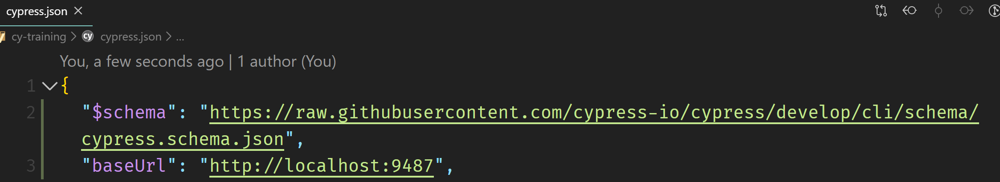 cypress.json
cy-training > cy cypress.json > ...
You, a few seconds ago | 1 author (You)
1 {
2 "$schema": "https://raw.githubusercontent.com/cypress-io/cypress/develop/cli/schema/
cypress.schema.json",
3 "baseUrl": "http://localhost:9487",